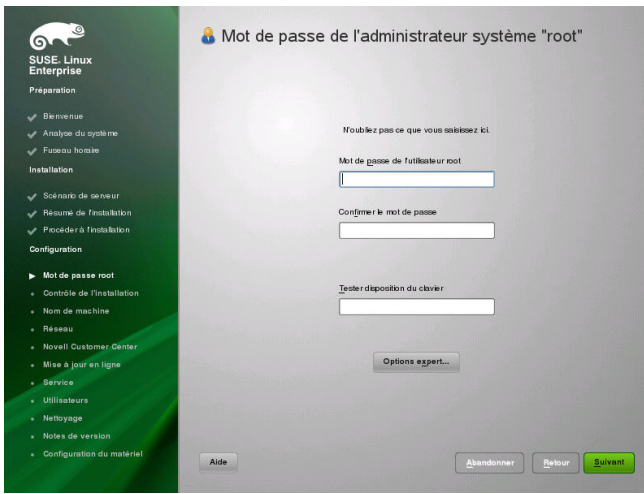 SUSE. Linux
Enterprise
Préparation
Bienvenue
Analyse du système
Fuseau horaire
Installation
Scénario de serveur
Résumé de l'installation
Procéder à l'installation
Configuration
Mot de passe root
Contrôle de l'installation
Nom de machine
Réseau
Novell Customer Center
Mise à jour en ligne
Service
Utilisateurs
Nettoyage
Notes de version
Configuration du matériel
Mot de passe de l'administrateur système "root"
N'oubliez pas ce que vous saisissez ici.
Mot de passe de l'utilisateur root
Confirmer le mot de passe
Tester disposition du clavier
Options expert...
Aide
Abandonner
Retour
Suivant